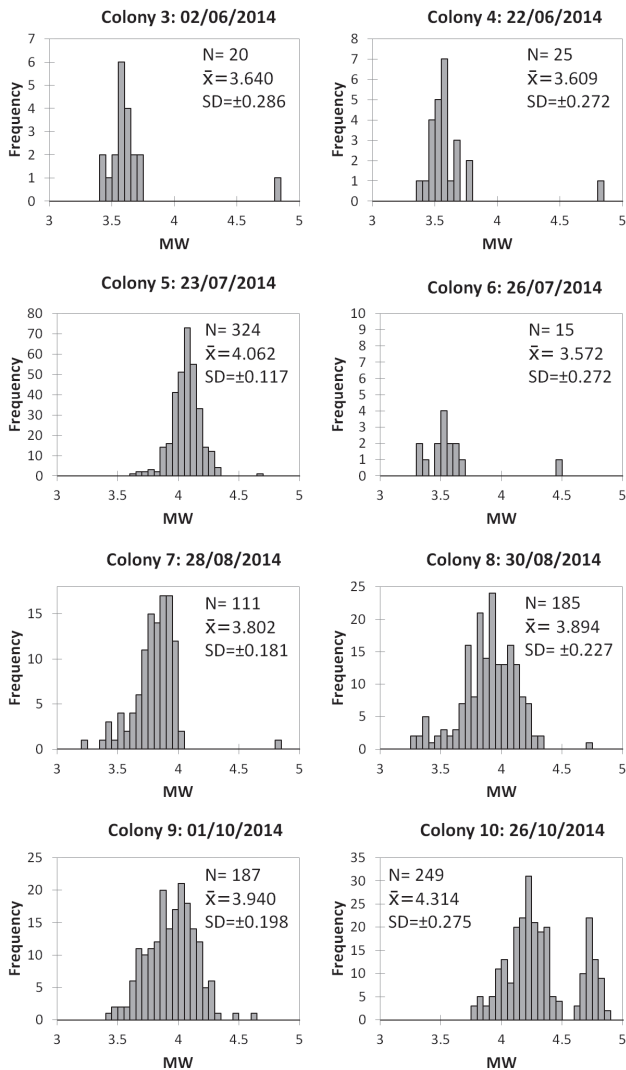 Colony 3: 02/06/2014
7
6
5
4
3
2
1
0
Frequency
N= 20
x̄=3.640
SD=±0.286
3
3.5
4
4.5
5
MW
Colony 4: 22/06/2014
8
7
6
5
4
3
2
1
0
Frequency
N= 25
x̄=3.609
SD=±0.272
3
3.5
4
4.5
5
MW
Colony 5: 23/07/2014
80
70
60
50
40
30
20
10
0
Frequency
N= 324
x̄=4.062
SD=±0.117
3
3.5
4
4.5
5
MW
Colony 6: 26/07/2014
10
9
8
7
6
5
4
3
2
1
0
Frequency
N= 15
x̄= 3.572
SD=±0.272
3
3.5
4
4.5
5
MW
Colony 7: 28/08/2014
15
10
5
0
Frequency
N= 111
x̄=3.802
SD=±0.181
3
3.5
4
4.5
5
MW
Colony 8: 30/08/2014
25
20
15
10
5
0
Frequency
N= 185
x̄= 3.894
SD= ±0.227
3
3.5
4
4.5
5
MW
Colony 9: 01/10/2014
25
20
15
10
5
0
Frequency
N= 187
x̄=3.940
SD=±0.198
3
3.5
4
4.5
5
MW
Colony 10: 26/10/2014
35
30
25
20
15
10
5
0
Frequency
N= 249
x̄=4.314
SD=±0.275
3
3.5
4
4.5
5
MW